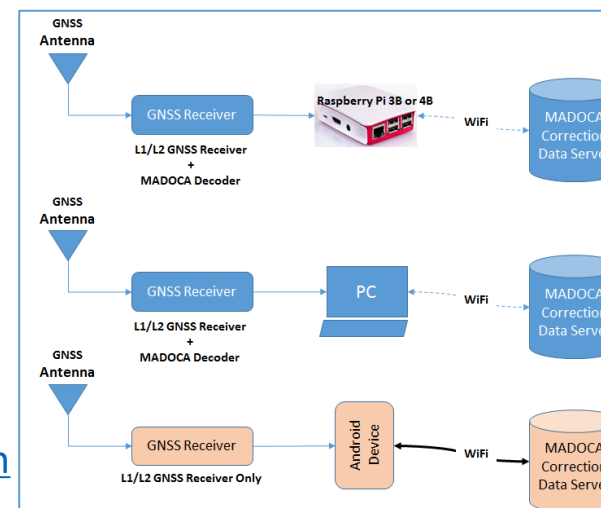 GNSS
Antenna
GNSS Receiver
L1/L2 GNSS Receiver
+
MADOCA Decoder
Raspberry Pi 3B or 4B
WiFi
MADOCA
Correction
Data Serve
GNSS
Antenna
GNSS Receiver
L1/L2 GNSS Receiver
+
MADOCA Decoder
PC
WiFi
MADOCA
Correction
Data Serve
GNSS
Antenna
GNSS Receiver
L1/L2 GNSS Receiver Only
Android
Device
WiFi
MADOCA
Correction
Data Serve
n